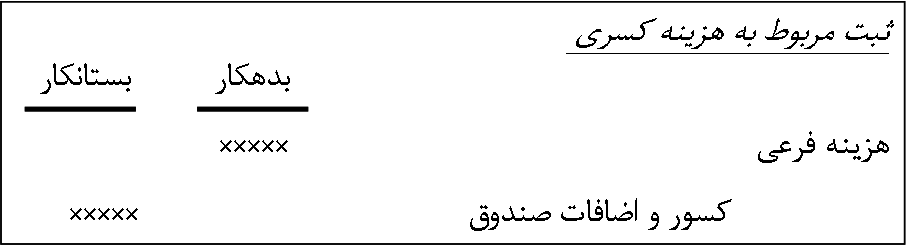 ثبت مربوط به هزینه کسری
بدهکار بستانکار
هزینه فرعی ×××××
کسور و اضافات صندوق ×××××